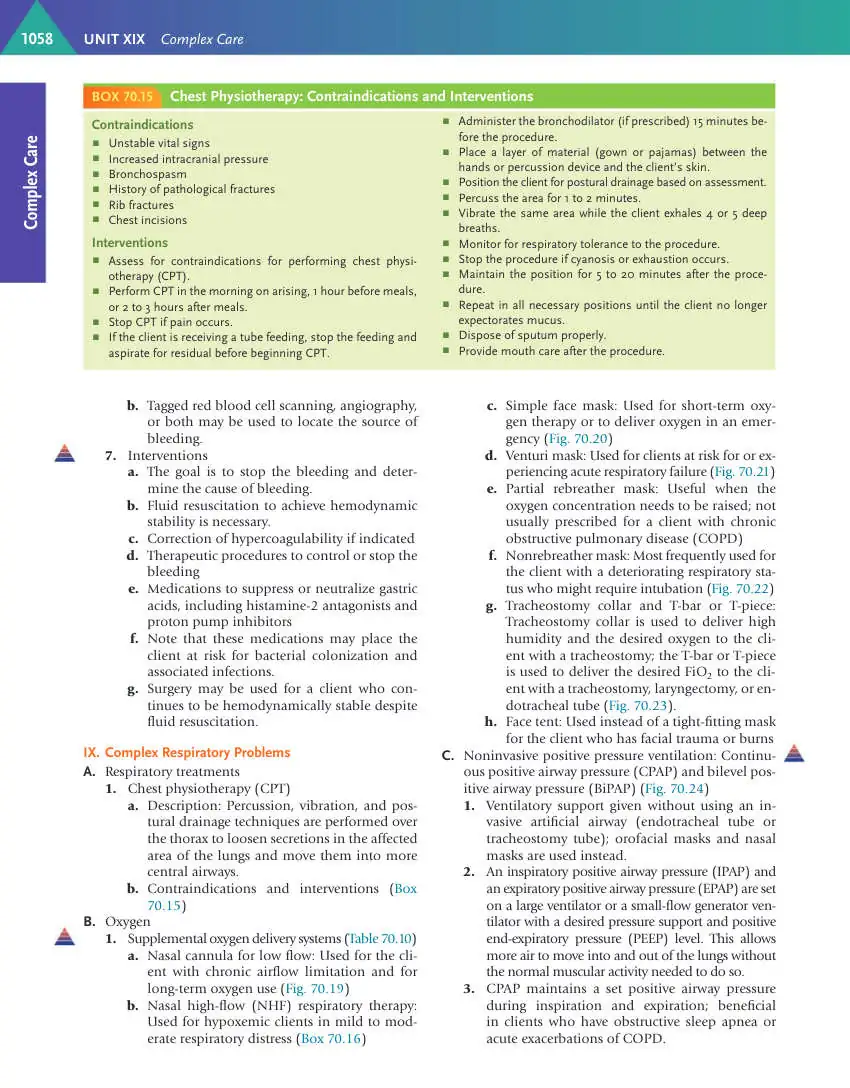 1058
UNIT XIX Complex Care
Complex Care
BOX 70.15 Chest Physiotherapy: Contraindications and Interventions
Contraindications
■ Unstable vital signs
■ Increased intracranial pressure
■ Bronchospasm
■ History of pathological fractures
■ Rib fractures
■ Chest incisions
Interventions
■ Assess for contraindications for performing chest physi-
otherapy (CPT).
■ Perform CPT in the morning on arising, 1 hour before meals,
or 2 to 3 hours after meals.
■ Stop CPT if pain occurs.
■ If the client is receiving a tube feeding, stop the feeding and
aspirate for residual before beginning CPT.
■ Administer the bronchodilator (if prescribed) 15 minutes be-
fore the procedure.
■ Place a layer of material (gown or pajamas) between the
hands or percussion device and the client's skin.
■ Position the client for postural drainage based on assessment.
■ Percuss the area for 1 to 2 minutes.
■ Vibrate the same area while the client exhales 4 or 5 deep
breaths.
■ Monitor for respiratory tolerance to the procedure.
■ Stop the procedure if cyanosis or exhaustion occurs.
■ Maintain the position for 5 to 20 minutes after the proce-
dure.
■ Repeat in all necessary positions until the client no longer
expectorates mucus.
■ Dispose of sputum properly.
■ Provide mouth care after the procedure.
b. Tagged red blood cell scanning, angiography,
or both may be used to locate the source of
bleeding.
7. Interventions
a. The goal is to stop the bleeding and deter-
mine the cause of bleeding.
b. Fluid resuscitation to achieve hemodynamic
stability is necessary.
c. Correction of hypercoagulability if indicated
d. Therapeutic procedures to control or stop the
bleeding
e. Medications to suppress or neutralize gastric
acids, including histamine-2 antagonists and
proton pump inhibitors
f. Note that these medications may place the
client at risk for bacterial colonization and
associated infections.
g. Surgery may be used for a client who con-
tinues to be hemodynamically stable despite
fluid resuscitation.
IX. Complex Respiratory Problems
A. Respiratory treatments
1. Chest physiotherapy (CPT)
a. Description: Percussion, vibration, and pos-
tural drainage techniques are performed over
the thorax to loosen secretions in the affected
area of the lungs and move them into more
central airways.
b. Contraindications and interventions (Box
70.15)
B. Oxygen
1. Supplemental oxygen delivery systems (Table 70.10)
a. Nasal cannula for low flow: Used for the cli-
ent with chronic airflow limitation and for
long-term oxygen use (Fig. 70.19)
b. Nasal high-flow (NHF) respiratory therapy:
Used for hypoxemic clients in mild to mod-
erate respiratory distress (Box 70.16)
c. Simple face mask: Used for short-term oxy-
gen therapy or to deliver oxygen in an emer-
gency (Fig. 70.20)
d. Venturi mask: Used for clients at risk for or ex-
periencing acute respiratory failure (Fig. 70.21)
e. Partial rebreather mask: Useful when the
oxygen concentration needs to be raised; not
usually prescribed for a client with chronic
obstructive pulmonary disease (COPD)
f. Nonrebreather mask: Most frequently used for
the client with a deteriorating respiratory sta-
tus who might require intubation (Fig. 70.22)
g. Tracheostomy collar and T-bar or T-piece:
Tracheostomy collar is used to deliver high
humidity and the desired oxygen to the cli-
ent with a tracheostomy; the T-bar or T-piece
is used to deliver the desired FiO₂ to the cli-
ent with a tracheostomy, laryngectomy, or en-
dotracheal tube (Fig. 70.23).
h. Face tent: Used instead of a tight-fitting mask
for the client who has facial trauma or burns
C. Noninvasive positive pressure ventilation: Continu-
ous positive airway pressure (CPAP) and bilevel pos-
itive airway pressure (BiPAP) (Fig. 70.24)
1. Ventilatory support given without using an in-
vasive artificial airway (endotracheal tube or
tracheostomy tube); orofacial masks and nasal
masks are used instead.
2. An inspiratory positive airway pressure (IPAP) and
an expiratory positive airway pressure (EPAP) are set
on a large ventilator or a small-flow generator ven-
tilator with a desired pressure support and positive
end-expiratory pressure (PEEP) level. This allows
more air to move into and out of the lungs without
the normal muscular activity needed to do so.
3. CPAP maintains a set positive airway pressure
during inspiration and expiration; beneficial
in clients who have obstructive sleep apnea or
acute exacerbations of COPD.